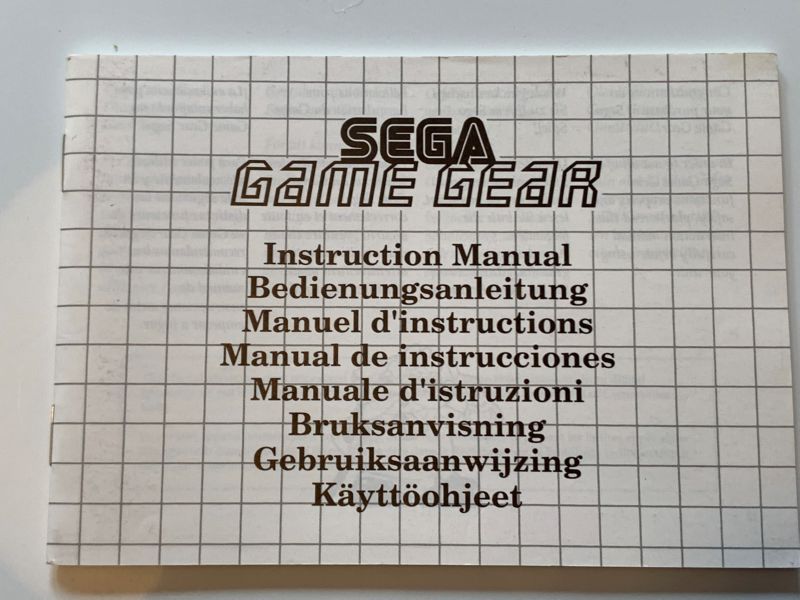 SEGA
GAME GEAR
Instruction Manual
Bedienungsanleitung
Manuel d'instructions
Manual de instrucciones
Manuale d'istruzioni
Bruksanvisning
Gebruiksaanwijzing
Käyttöohjeet